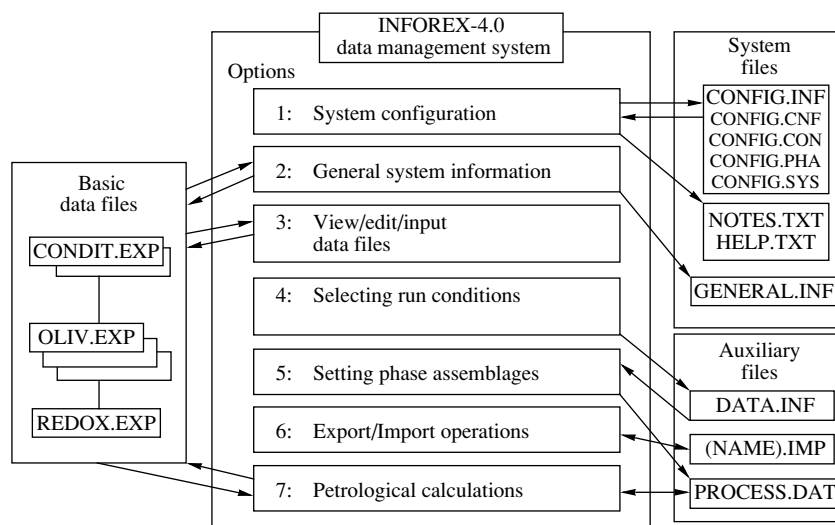 INFOREX-4.0
data management system
Options
1: System configuration
2: General system information
3: View/edit/input
data files
4: Selecting run conditions
5: Setting phase assemblages
6: Export/Import operations
7: Petrological calculations
Basic
data files
CONDIT.EXP
OLIV.EXP
REDOX.EXP
System
files
CONFIG.INF
CONFIG.CNF
CONFIG.CON
CONFIG.PHA
CONFIG.SYS
NOTES.TXT
HELP.TXT
GENERAL.INF
Auxiliary
files
DATA.INF
(NAME).IMP
PROCESS.DAT